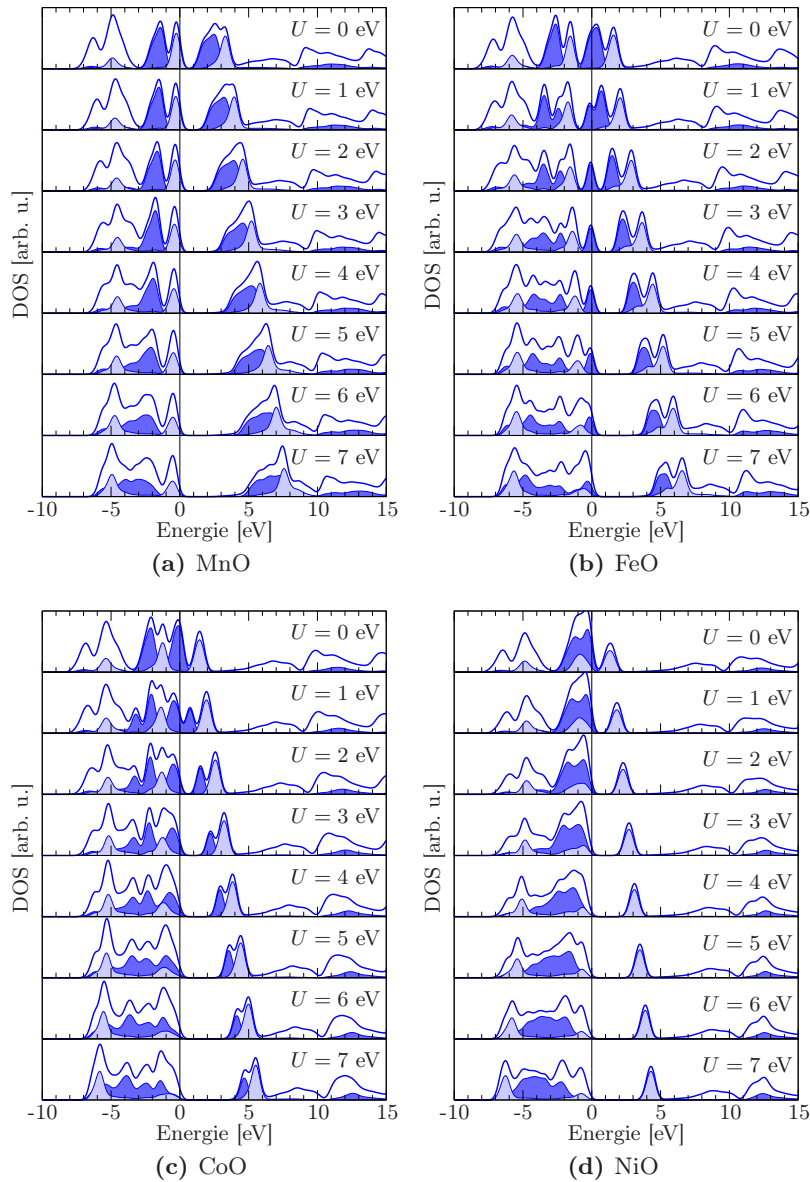 DOS [arb. u.]
U = 0 eV
U = 1 eV
U = 2 eV
U = 3 eV
U = 4 eV
U = 5 eV
U = 6 eV
U = 7 eV
-10 -5 0 5 10 15
Energie [eV]
(a) MnO
DOS [arb. u.]
U = 0 eV
U = 1 eV
U = 2 eV
U = 3 eV
U = 4 eV
U = 5 eV
U = 6 eV
U = 7 eV
-10 -5 0 5 10 15
Energie [eV]
(b) FeO
DOS [arb. u.]
U = 0 eV
U = 1 eV
U = 2 eV
U = 3 eV
U = 4 eV
U = 5 eV
U = 6 eV
U = 7 eV
-10 -5 0 5 10 15
Energie [eV]
(c) CoO
DOS [arb. u.]
U = 0 eV
U = 1 eV
U = 2 eV
U = 3 eV
U = 4 eV
U = 5 eV
U = 6 eV
U = 7 eV
-10 -5 0 5 10 15
Energie [eV]
(d) NiO